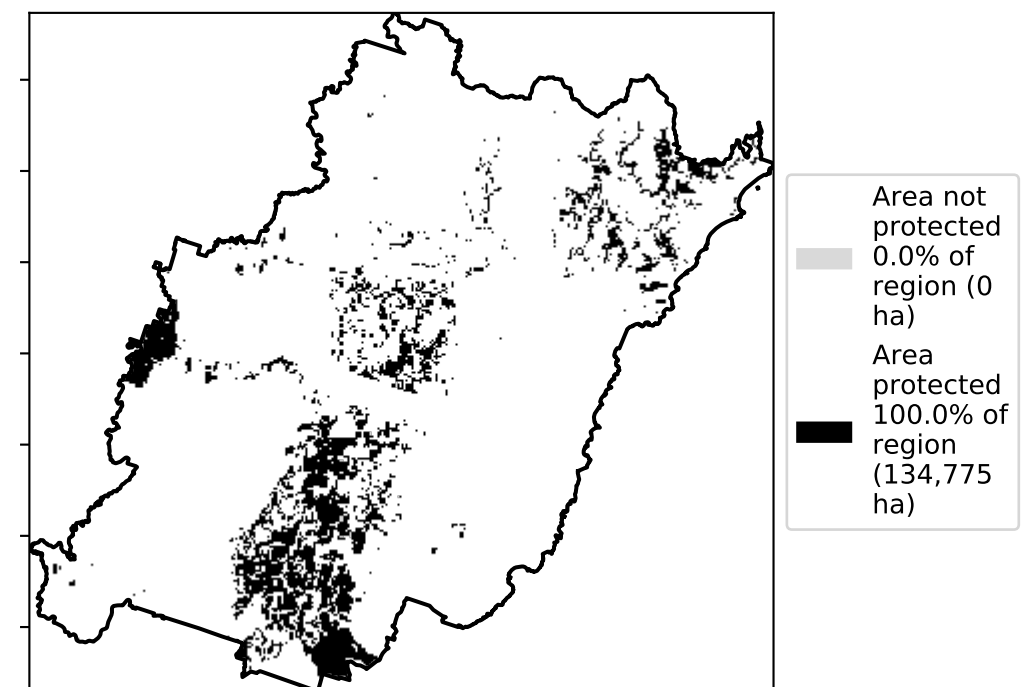 Area not
protected
0.0% of
region (0
ha)
Area
protected
100.0% of
region
(134,775
ha)